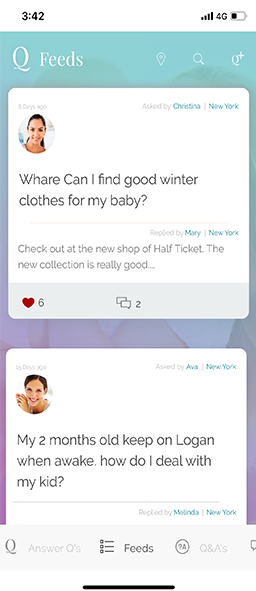 3:42 4G
Q Feeds Q+
8 Days ago Asked by Christina | New York
Whare Can I find good winter
clothes for my baby?
Replied by Mary | New York
Check out at the new shop of Half Ticket. The
new collection is really good....
6 2
15 Days ago Asked by Ava | New York
My 2 months old keep on Logan
when awake. how do I deal with
my kid?
Replied by Melinda | New York
Q Answer Q's Feeds ?A Q&A's